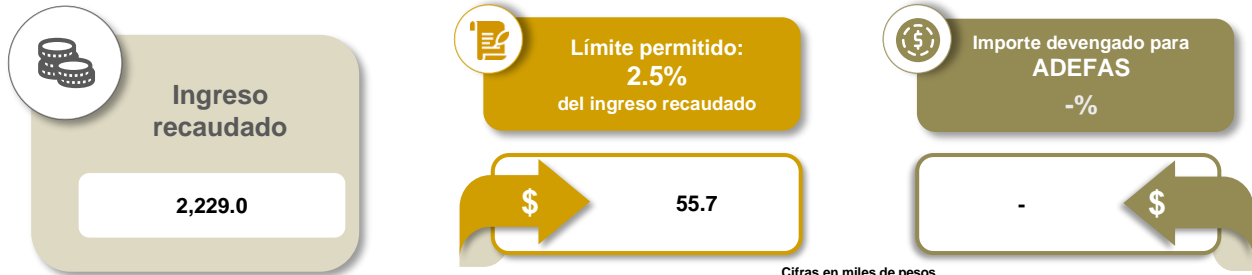 Ingreso
recaudado
2,229.0
Límite permitido:
2.5%
del ingreso recaudado
$
55.7
Importe devengado para
ADEFAS
-%
-
$
Cifras en miles de pesos